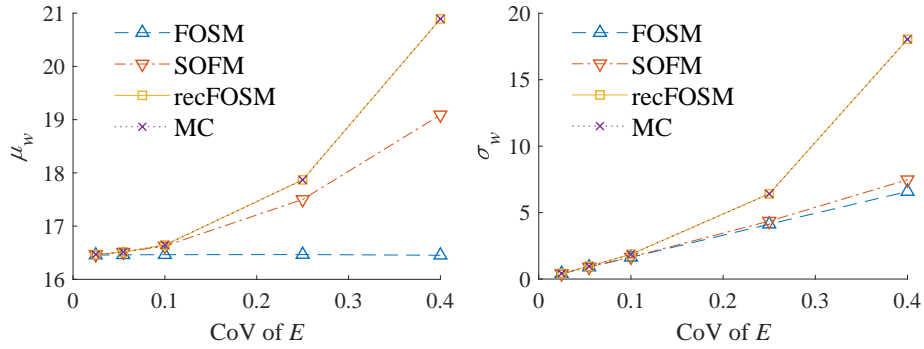 21
20
19
18
17
16
μw
FOSM
SOFM
recFOSM
MC
0
0.1
0.2
0.3
0.4
CoV of E
20
15
10
5
0
σw
FOSM
SOFM
recFOSM
MC
0
0.1
0.2
0.3
0.4
CoV of E